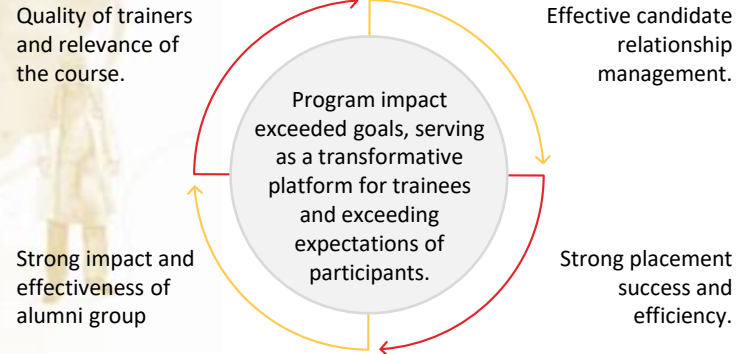 Quality of trainers
and relevance of
the course.
Effective candidate
relationship
management.
Program impact
exceeded goals, serving
as a transformative
platform for trainees
and exceeding
expectations of
participants.
Strong impact and
effectiveness of
alumni group
Strong placement
success and
efficiency.